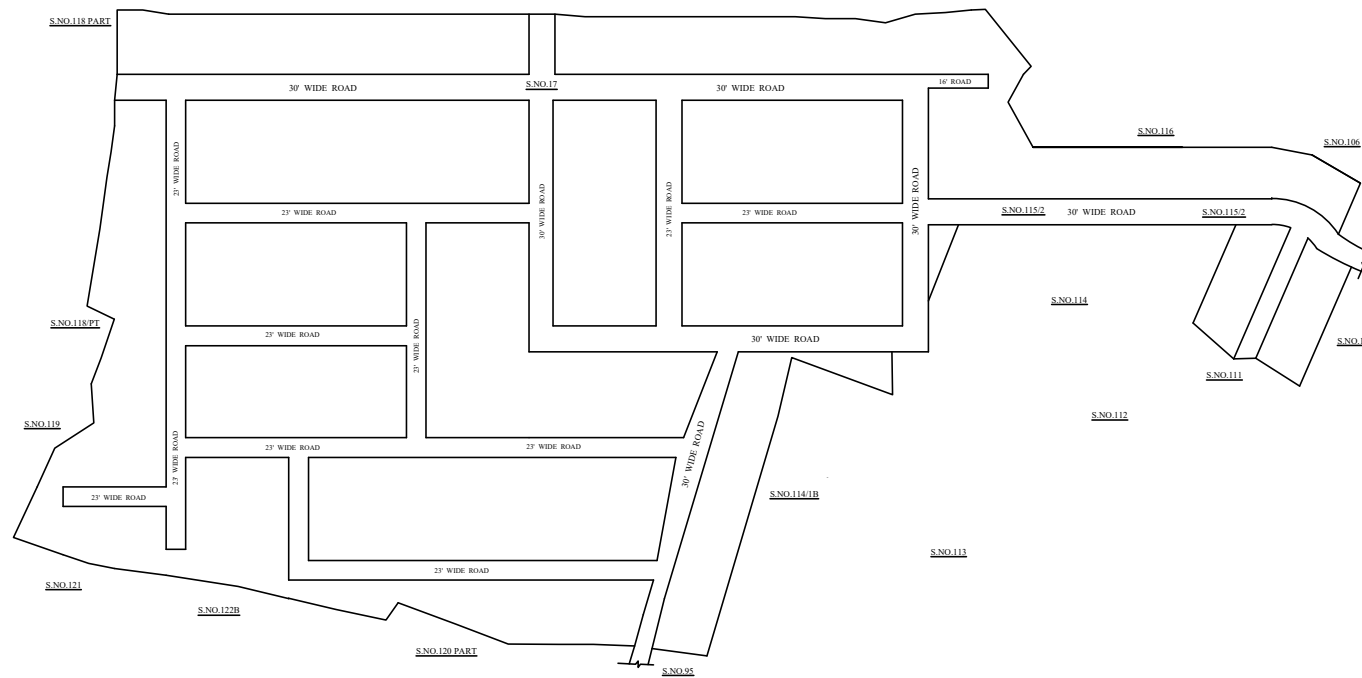 S.NO.118 PART
30' WIDE ROAD
S.NO.17
30' WIDE ROAD
16' ROAD
S.NO.116
S.NO.106
23' WIDE ROAD
30' WIDE ROAD
23' WIDE ROAD
30' WIDE ROAD
23' WIDE ROAD
23' WIDE ROAD
S.NO.115/2
30' WIDE ROAD
S.NO.115/2
S.NO.114
S.NO.118/PT
23' WIDE ROAD
23' WIDE ROAD
30' WIDE ROAD
S.NO.1
S.NO.111
S.NO.112
S.NO.119
23' WIDE ROAD
23' WIDE ROAD
23' WIDE ROAD
30' WIDE ROAD
23' WIDE ROAD
S.NO.114/1B
S.NO.113
23' WIDE ROAD
S.NO.121
S.NO.122B
S.NO.120 PART
S.NO.95